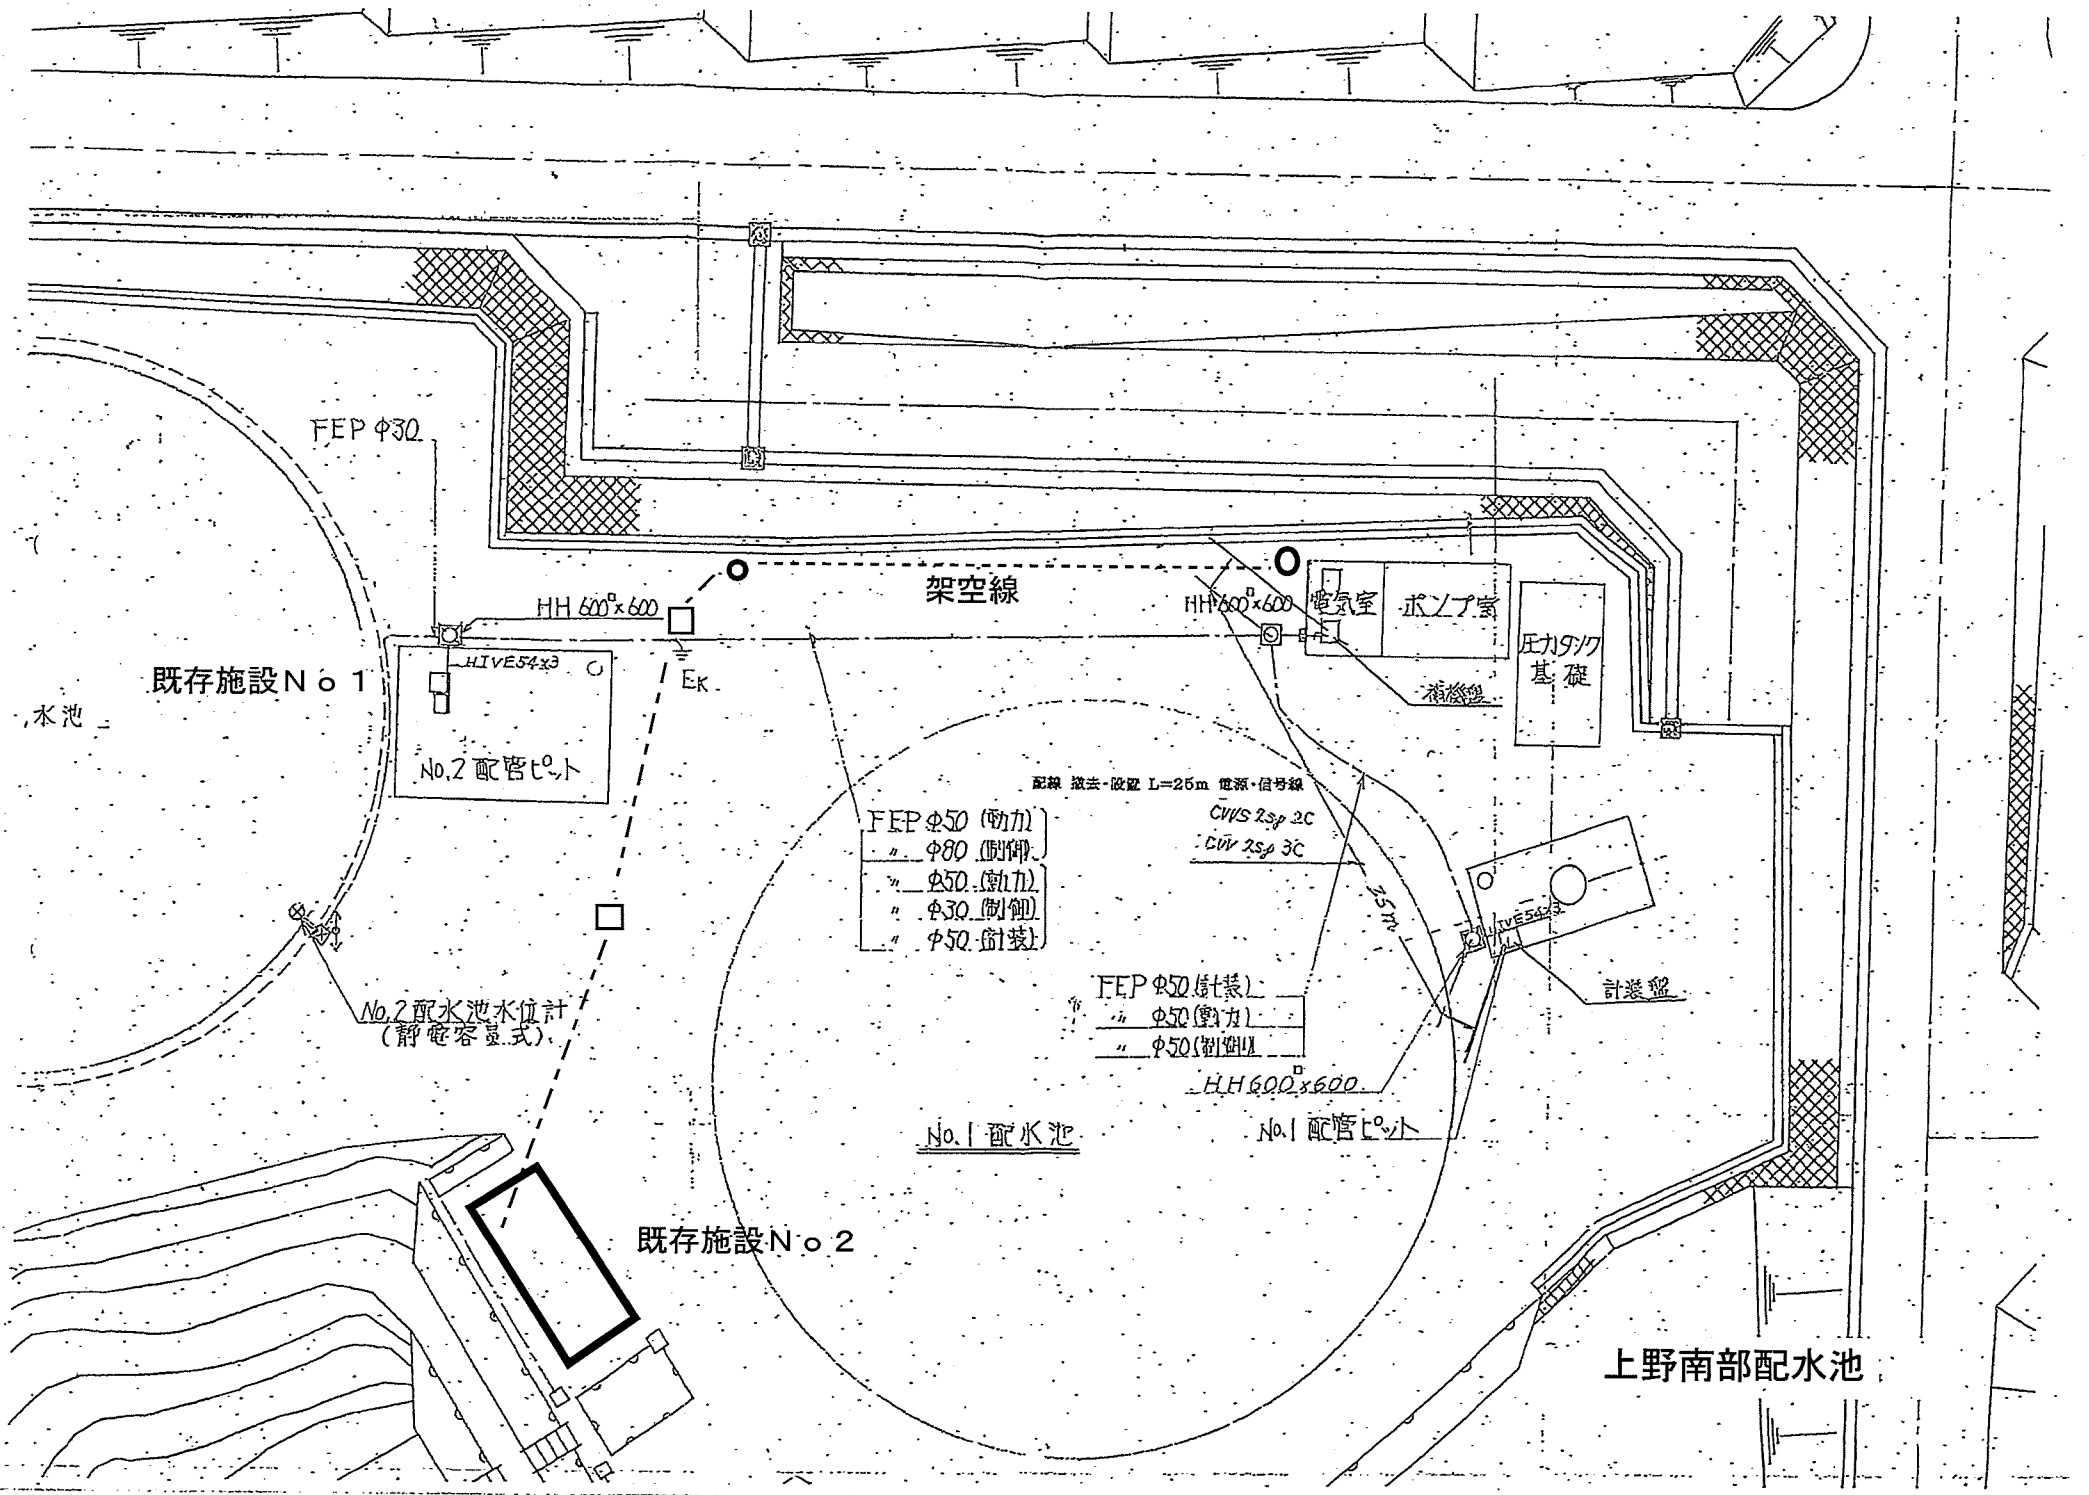 FEP φ30
架空線
HH 600□×600
HH 600□×600
電気室
ポンプ室
圧力タンク
基礎
HIVE54×3
EK
既存施設No1
水池
補機盤
No.2 配管ピット
配線 撤去・設置 L=25m 電源・信号線
CVVS 2sq 2C
CVV 2sq 3C
FEP φ50 (動力)
〃 φ80 (制御)
〃 φ50 (動力)
〃 φ30 (制御)
〃 φ50 (計装)
35m
HIVE54×3
No.2 配水池水位計
(静電容量式)
FEP φ50 (計装)
〃 φ50 (動力)
〃 φ50 (制御)
計装盤
HH 600□×600
No.1 配水池
No.1 配管ピット
既存施設No2
上野南部配水池